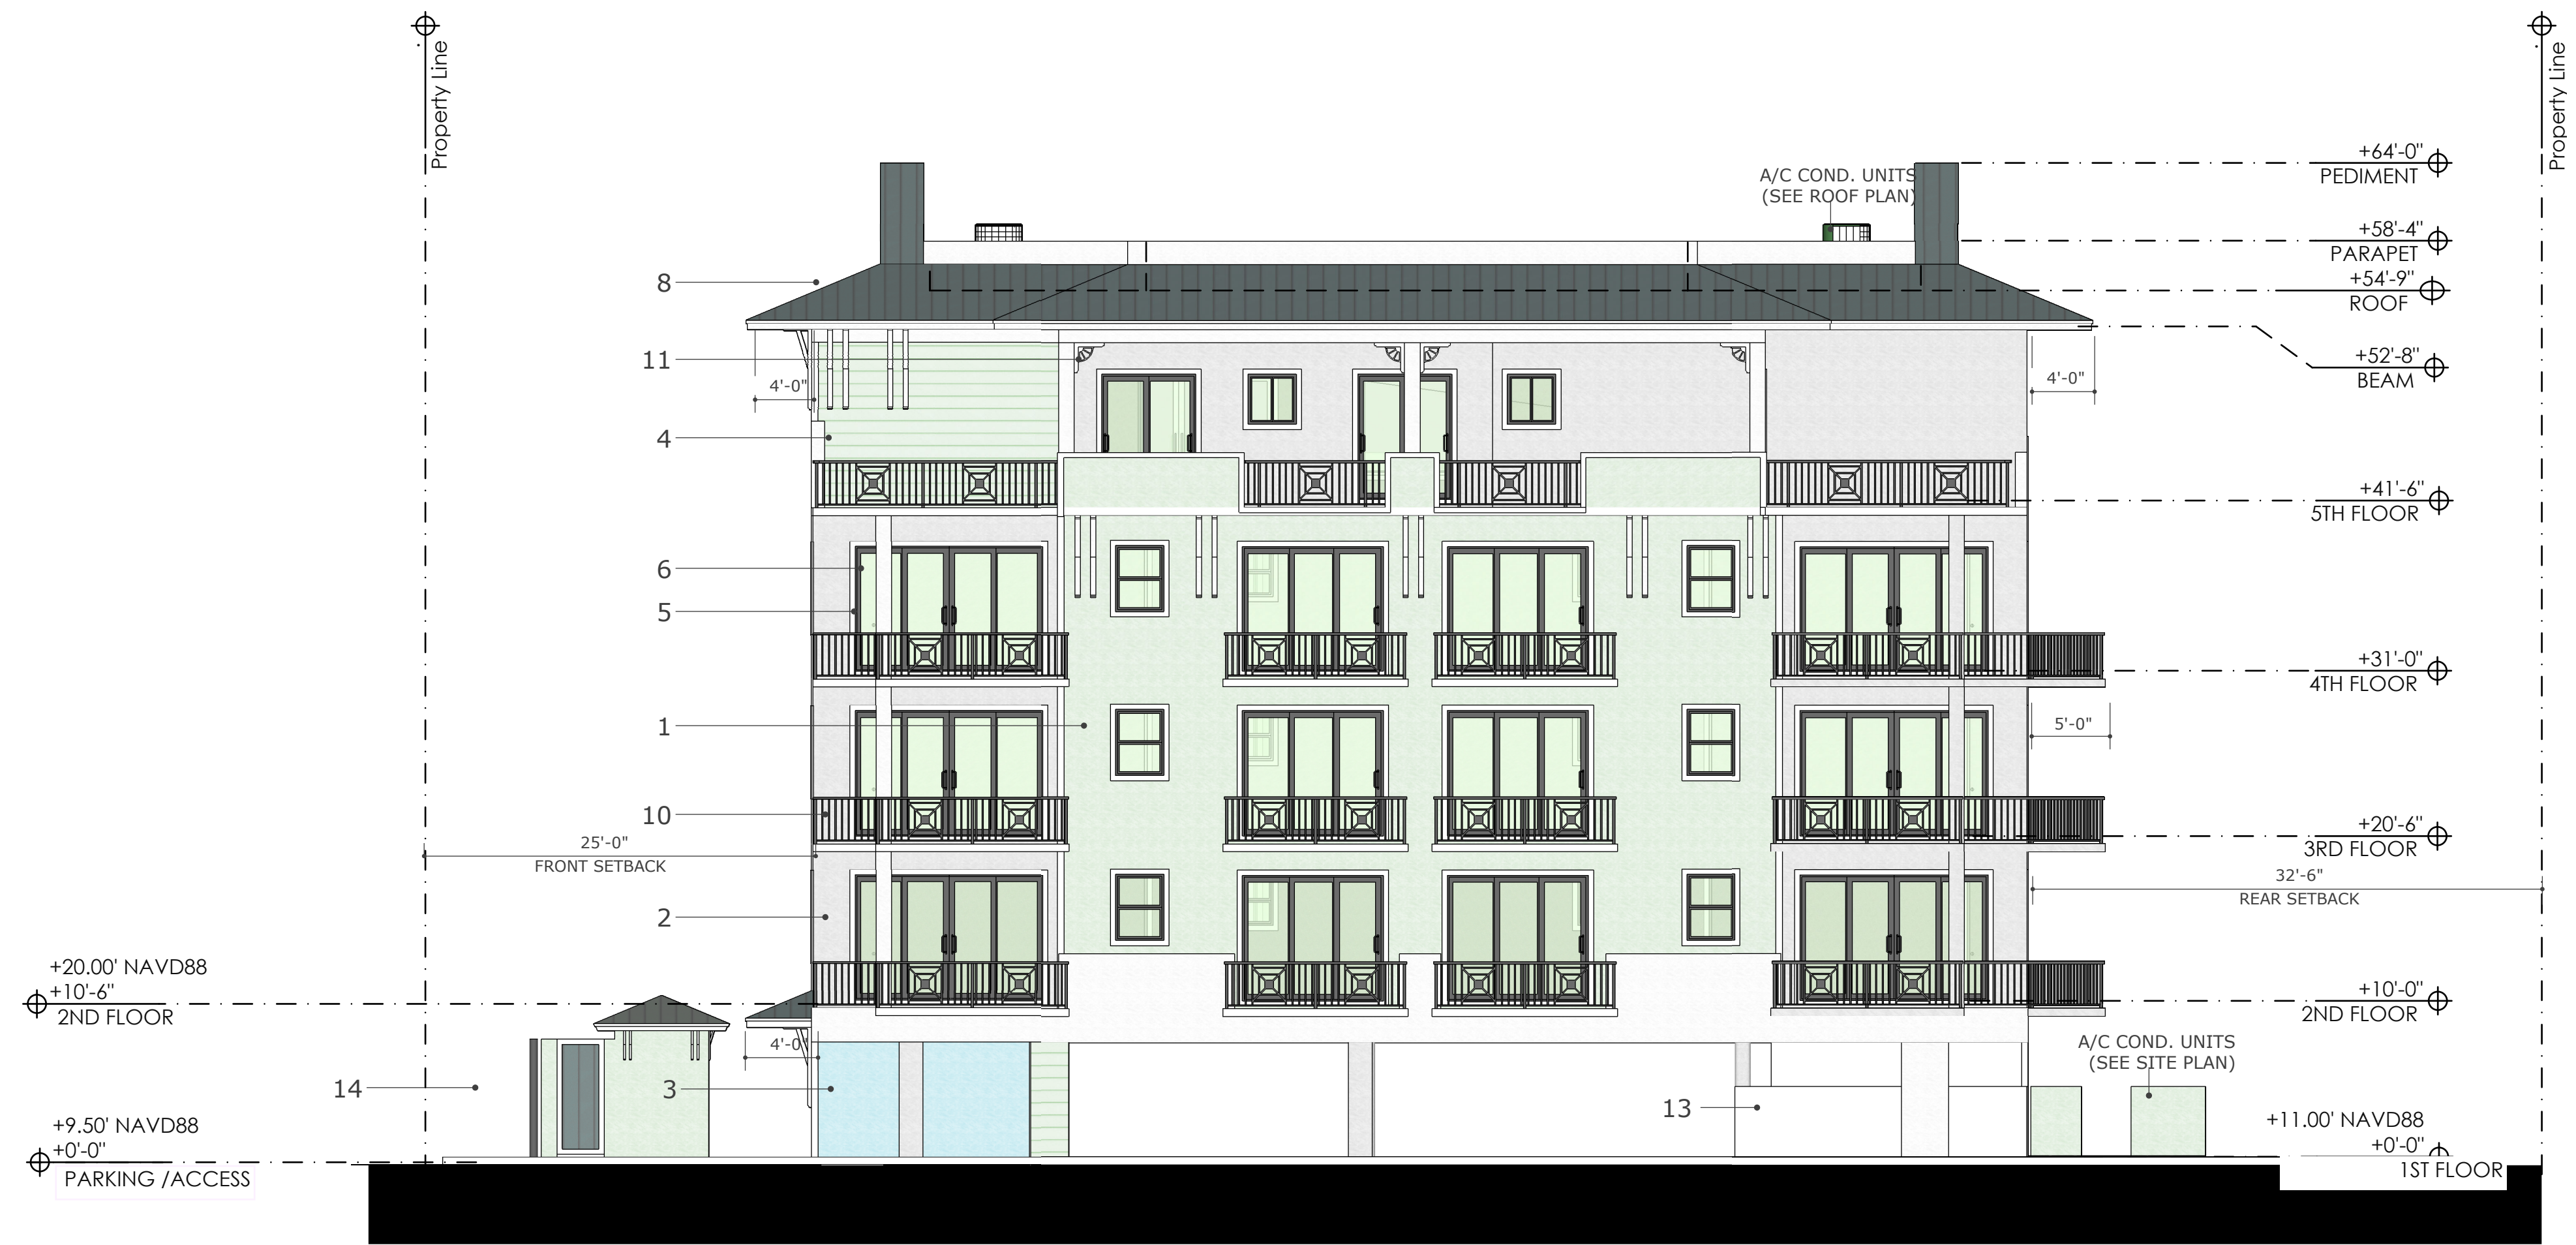 Property Line
Property Line
+64'-0"
PEDIMENT
A/C COND. UNITS
(SEE ROOF PLAN)
+58'-4"
PARAPET
+54'-9"
ROOF
8
11
+52'-8"
BEAM
4'-0"
4'-0"
4
+41'-6"
5TH FLOOR
6
5
+31'-0"
4TH FLOOR
1
5'-0"
10
+20'-6"
3RD FLOOR
25'-0"
FRONT SETBACK
32'-6"
REAR SETBACK
2
+20.00' NAVD88
+10'-6"
2ND FLOOR
+10'-0"
2ND FLOOR
4'-0"
A/C COND. UNITS
(SEE SITE PLAN)
14
3
13
+9.50' NAVD88
+0'-0"
PARKING /ACCESS
+11.00' NAVD88
+0'-0"
1ST FLOOR